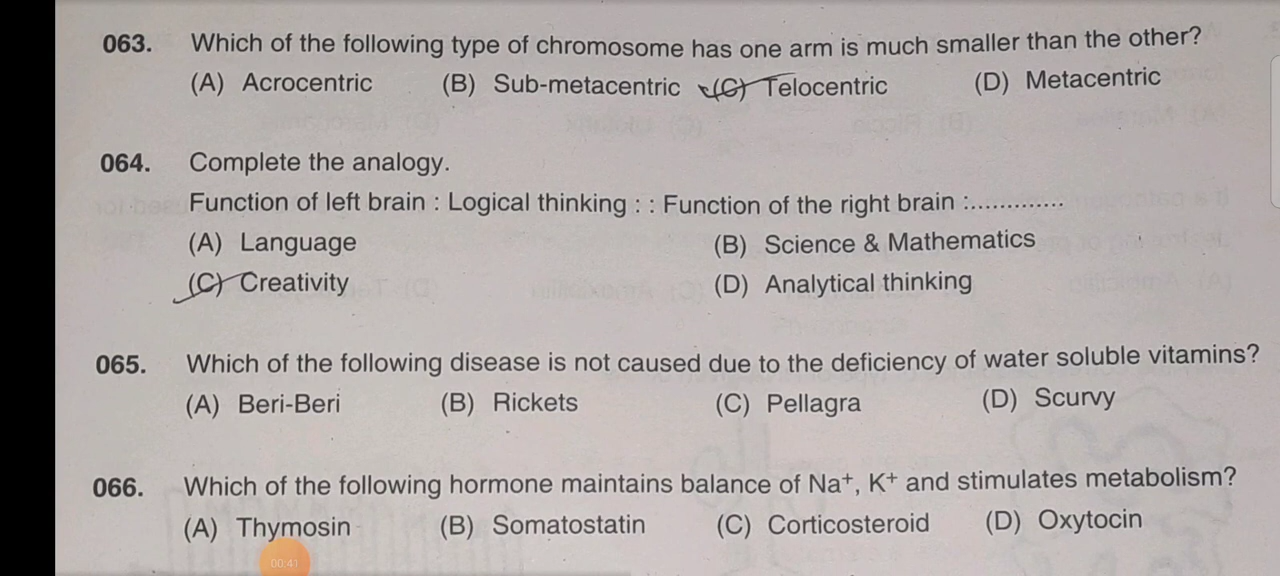 063. Which of the following type of chromosome has one arm is much smaller than the other?
(A) Acrocentric (B) Sub-metacentric (C) Telocentric (D) Metacentric
064. Complete the analogy.
Function of left brain : Logical thinking : : Function of the right brain :.............
(A) Language (B) Science & Mathematics
(C) Creativity (D) Analytical thinking
065. Which of the following disease is not caused due to the deficiency of water soluble vitamins?
(A) Beri-Beri (B) Rickets (C) Pellagra (D) Scurvy
066. Which of the following hormone maintains balance of Na⁺, K⁺ and stimulates metabolism?
(A) Thymosin (B) Somatostatin (C) Corticosteroid (D) Oxytocin
00:41